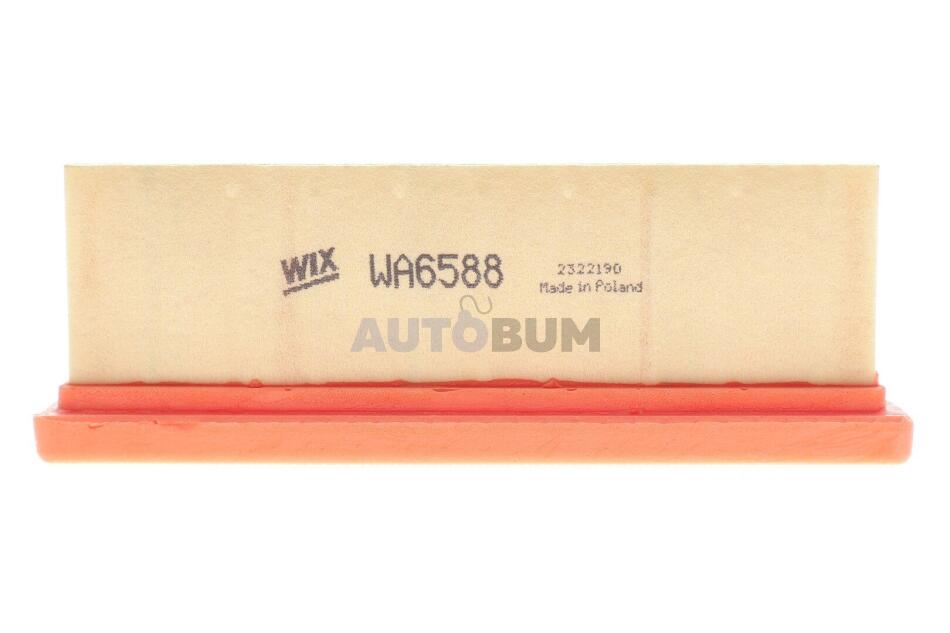 WIX WA6588 2322190
Made in Poland
AUTOBUM